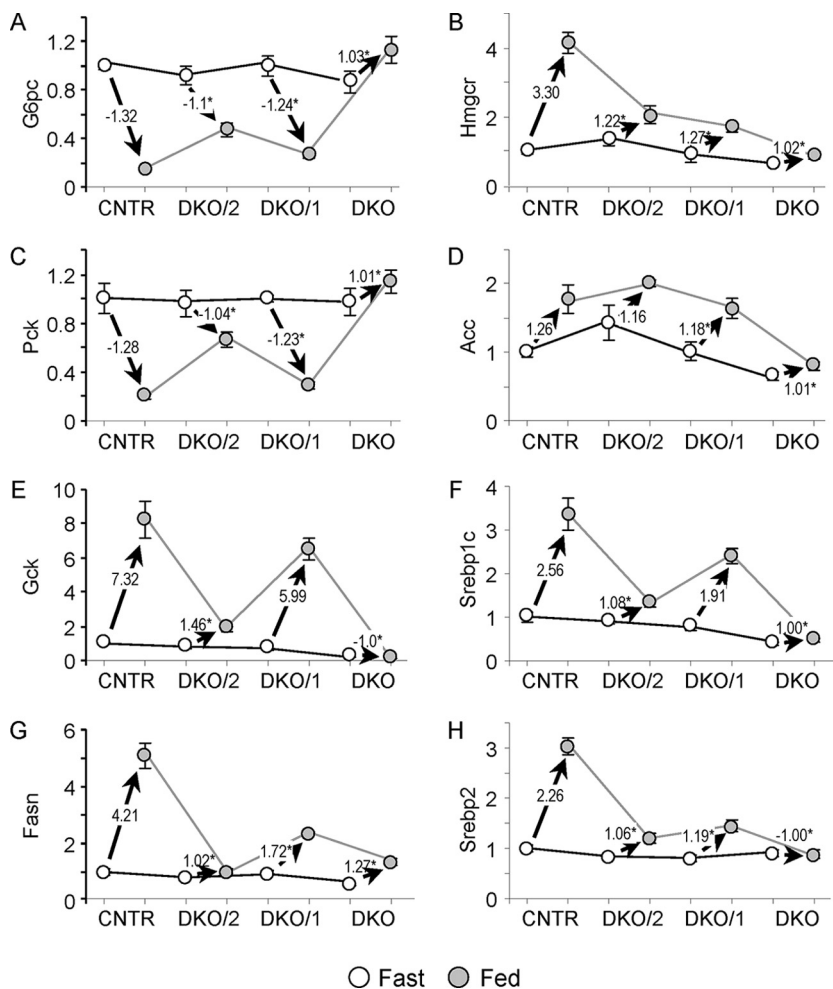 A
G6pc
1.2
0.8
0.4
0
-1.32
-1.1*
-1.24*
1.03*
CNTR DKO/2 DKO/1 DKO
B
Hmgcr
4
2
0
3.30
1.22*
1.27*
1.02*
CNTR DKO/2 DKO/1 DKO
C
Pck
1.2
0.8
0.4
0
-1.28
-1.04*
-1.23*
1.01*
CNTR DKO/2 DKO/1 DKO
D
Acc
2
1
0
1.26
1.16
1.18*
1.01*
CNTR DKO/2 DKO/1 DKO
E
Gck
10
8
6
4
2
0
7.32
1.46*
5.99
-1.0*
CNTR DKO/2 DKO/1 DKO
F
Srebp1c
4
3
2
1
0
2.56
1.08*
1.91
1.00*
CNTR DKO/2 DKO/1 DKO
G
Fasn
6
4
2
0
4.21
1.02*
1.72*
1.27*
CNTR DKO/2 DKO/1 DKO
H
Srebp2
3
2
1
0
2.26
1.06*
1.19*
-1.00*
CNTR DKO/2 DKO/1 DKO
Fast Fed